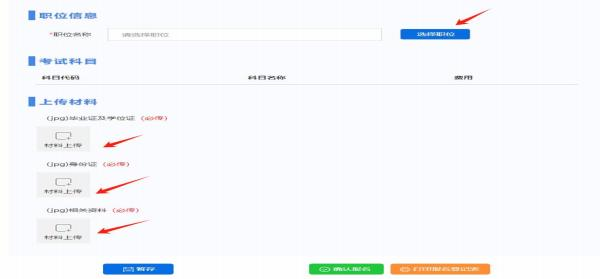 职位信息
*职位名称 请选择职位 选择职位
考试科目
科目代码 科目名称 费用
上传材料
(jpg)毕业证及学位证 (必传)
材料上传
(jpg)身份证 (必传)
材料上传
(jpg)相关资料 (必传)
材料上传
暂存 确认报名 打印报名登记表